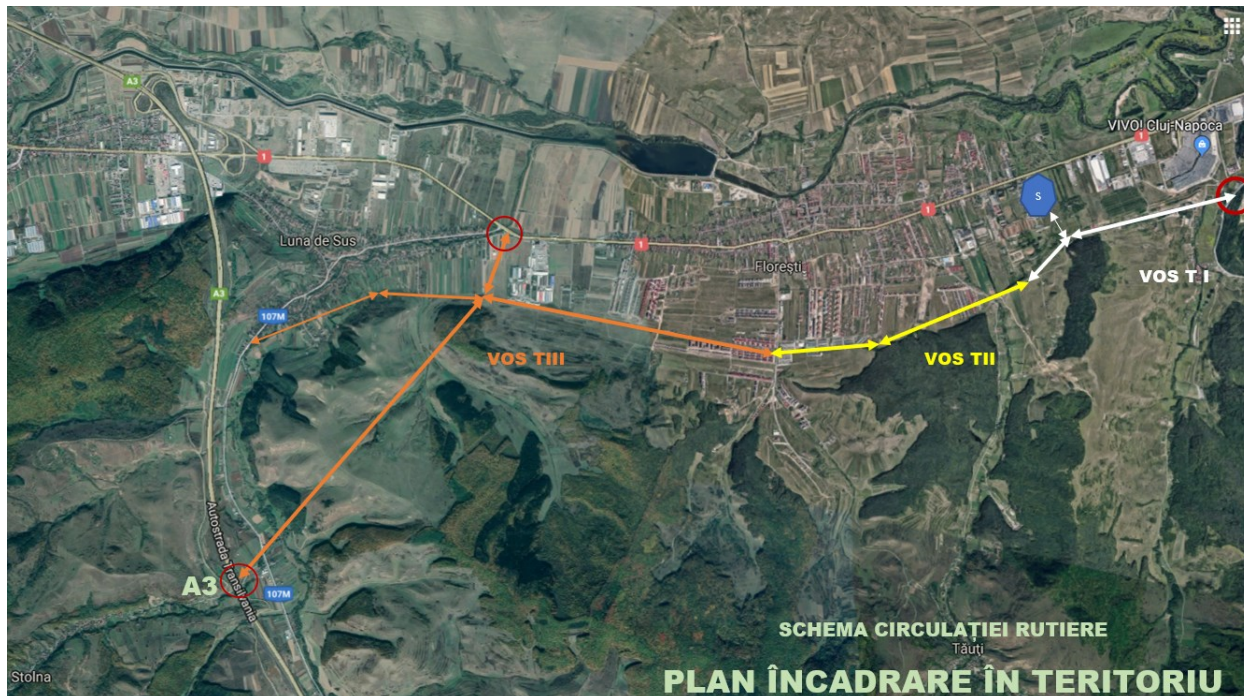 A3
1
VIVO! Cluj-Napoca
1
S
1
Luna de Sus
1
Florești
VOS T I
A3
107M
VOS TIII
VOS TII
Autostrada Transilvania
A3
107M
SCHEMA CIRCULAȚIEI RUTIERE
Tăuți
Stolna
PLAN ÎNCADRARE ÎN TERITORIU